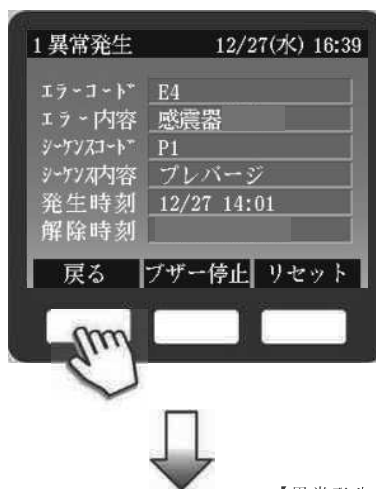 1 異常発生 12/27(水) 16:39
エラーコード E4
エラー内容 感震器
シーケンスコード P1
シーケンス内容 プレパージ
発生時刻 12/27 14:01
解除時刻
戻る ブザー停止 リセット